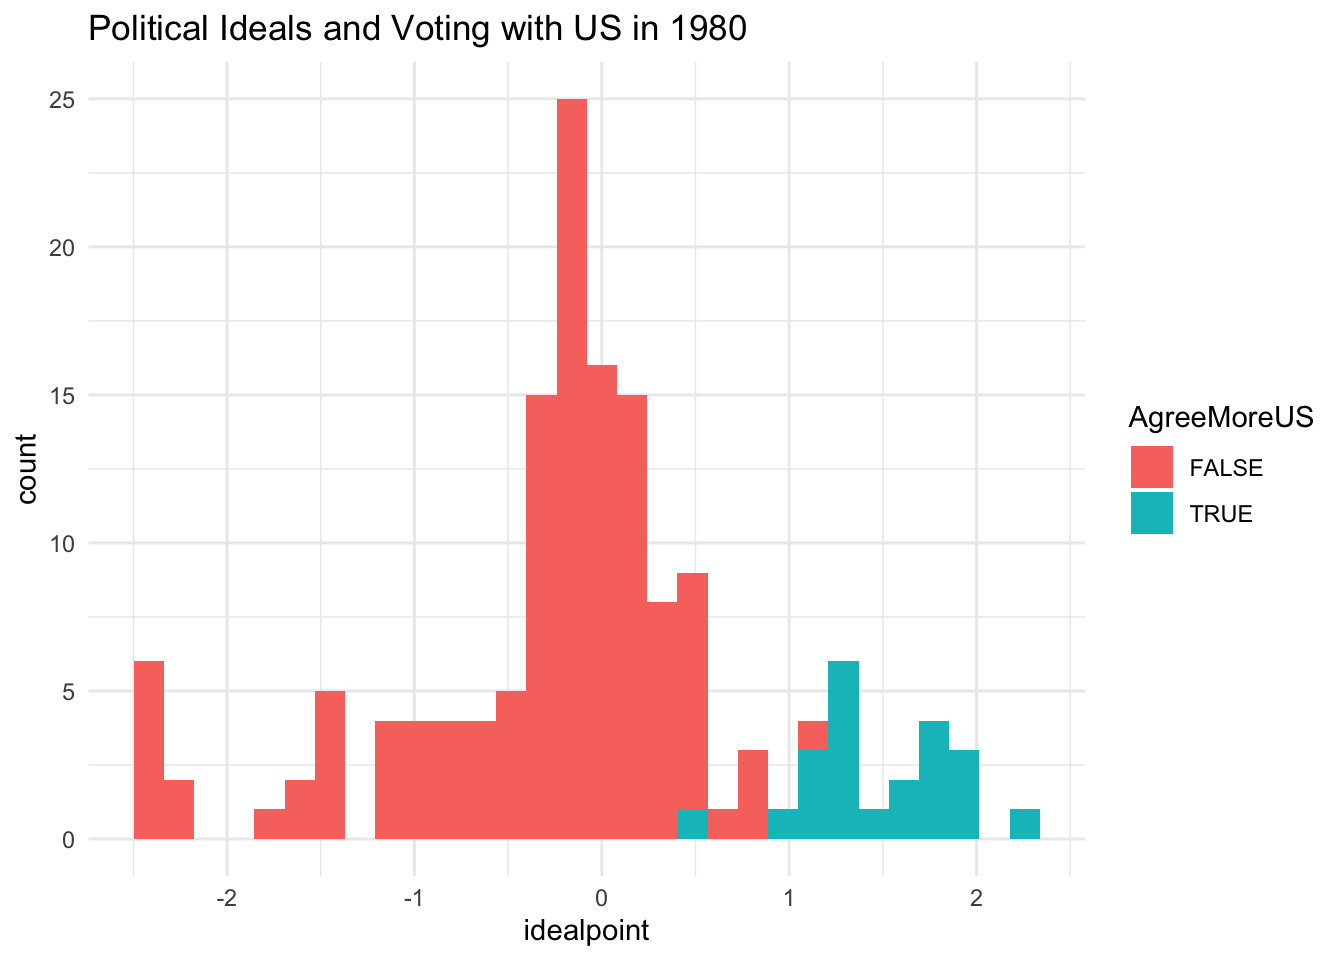 Political Ideals and Voting with US in 1980
25
20
15
10
5
0
count
-2
-1
0
1
2
idealpoint
AgreeMoreUS
FALSE
TRUE